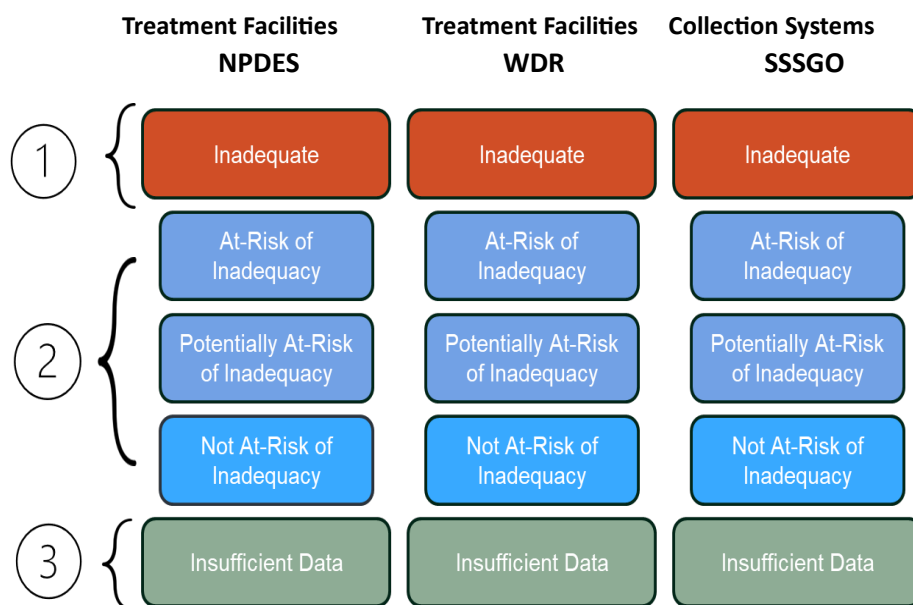 Treatment Facilities
NPDES
Treatment Facilities
WDR
Collection Systems
SSSGO
1
Inadequate
Inadequate
Inadequate
2
At-Risk of
Inadequacy
At-Risk of
Inadequacy
At-Risk of
Inadequacy
Potentially At-Risk
of Inadequacy
Potentially At-Risk
of Inadequacy
Potentially At-Risk
of Inadequacy
Not At-Risk of
Inadequacy
Not At-Risk of
Inadequacy
Not At-Risk of
Inadequacy
3
Insufficient Data
Insufficient Data
Insufficient Data